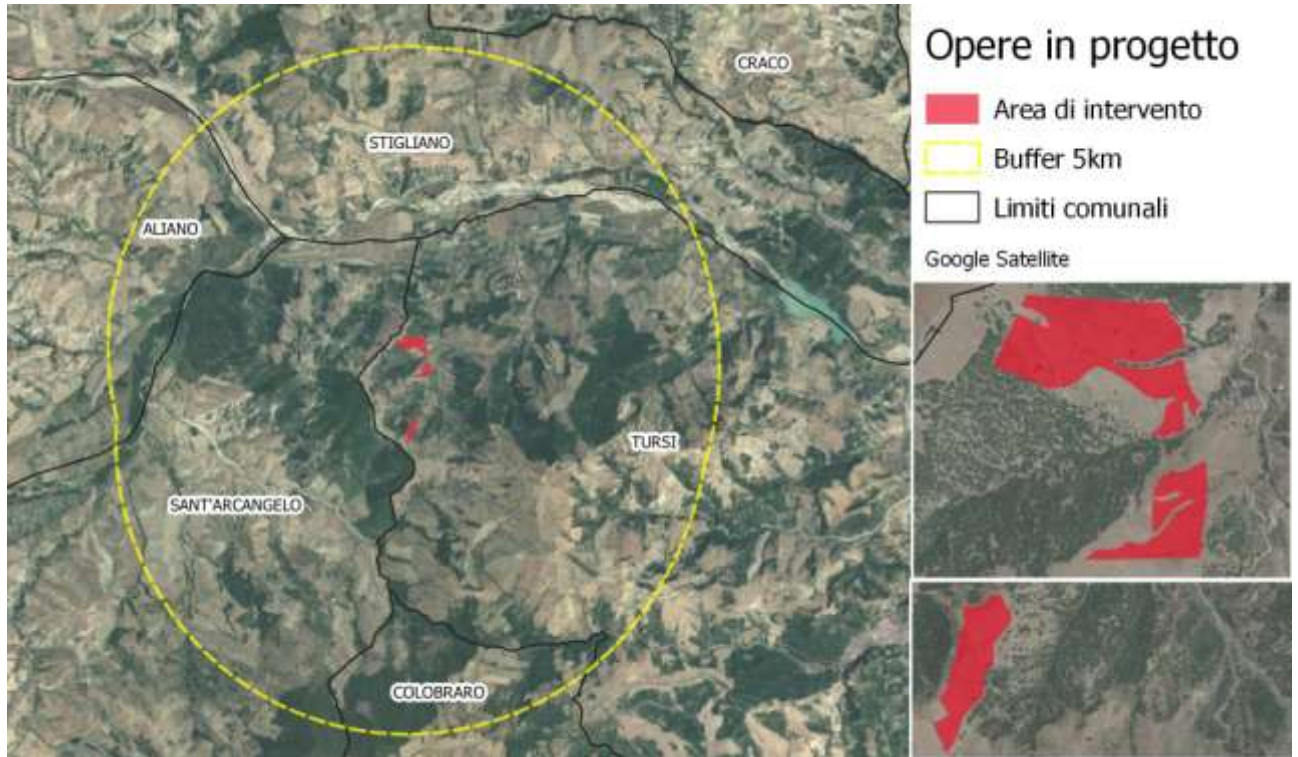 CRACO
STIGLIANO
ALIANO
TURSI
SANT'ARCANGELO
COLOBRARO
Opere in progetto
Area di intervento
Buffer 5km
Limiti comunali
Google Satellite